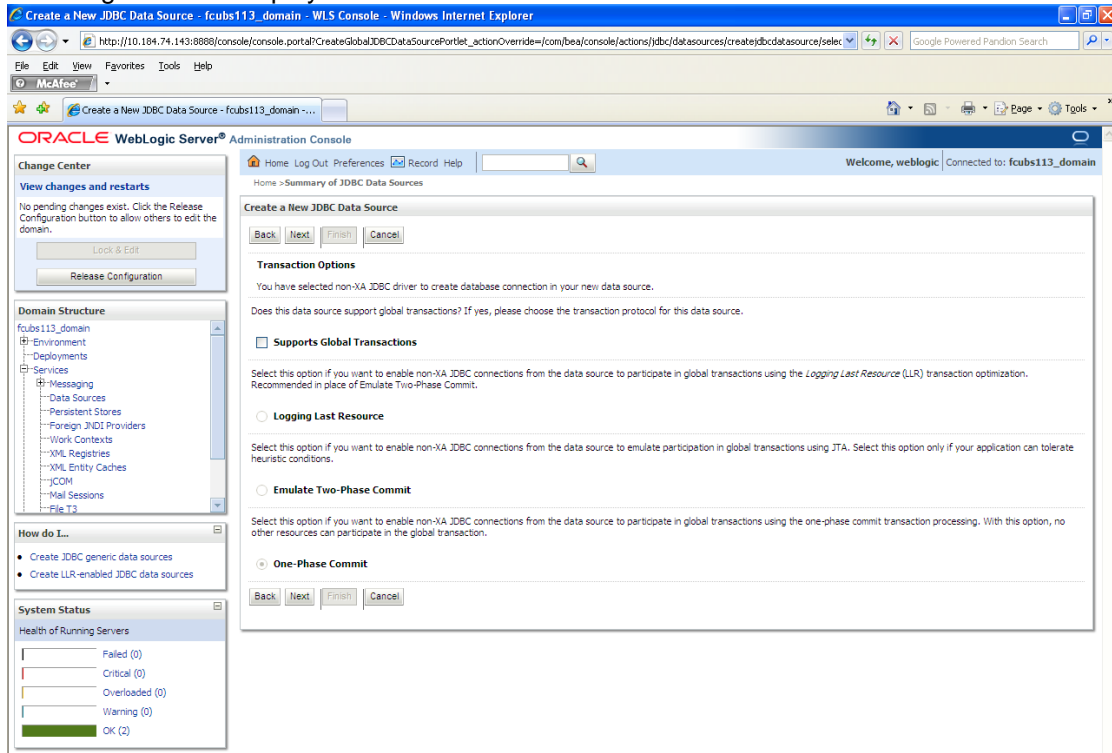 Create a New JDBC Data Source - fcubs113_domain - WLS Console - Windows Internet Explorer
http://10.184.74.143:8888/console/console.portal?CreateGlobalJDBCDataSourcePortlet_actionOverride=/com/bea/console/actions/jdbc/datasources/createjdbcdatasource/selec
Google Powered Pandion Search
File Edit View Favorites Tools Help
McAfee
Create a New JDBC Data Source - fcubs113_domain -...
Page Tools
ORACLE WebLogic Server® Administration Console
Change Center
View changes and restarts
No pending changes exist. Click the Release
Configuration button to allow others to edit the
domain.
Lock & Edit
Release Configuration
Domain Structure
fcubs113_domain
Environment
Deployments
Services
Messaging
Data Sources
Persistent Stores
Foreign JNDI Providers
Work Contexts
XML Registries
XML Entity Caches
jCOM
Mail Sessions
File T3
How do I...
Create JDBC generic data sources
Create LLR-enabled JDBC data sources
System Status
Health of Running Servers
Failed (0)
Critical (0)
Overloaded (0)
Warning (0)
OK (2)
Home Log Out Preferences Record Help
Welcome, weblogic Connected to: fcubs113_domain
Home >Summary of JDBC Data Sources
Create a New JDBC Data Source
Back Next Finish Cancel
Transaction Options
You have selected non-XA JDBC driver to create database connection in your new data source.
Does this data source support global transactions? If yes, please choose the transaction protocol for this data source.
Supports Global Transactions
Select this option if you want to enable non-XA JDBC connections from the data source to participate in global transactions using the Logging Last Resource (LLR) transaction optimization.
Recommended in place of Emulate Two-Phase Commit.
Logging Last Resource
Select this option if you want to enable non-XA JDBC connections from the data source to emulate participation in global transactions using JTA. Select this option only if your application can tolerate
heuristic conditions.
Emulate Two-Phase Commit
Select this option if you want to enable non-XA JDBC connections from the data source to participate in global transactions using the one-phase commit transaction processing. With this option, no
other resources can participate in the global transaction.
One-Phase Commit
Back Next Finish Cancel